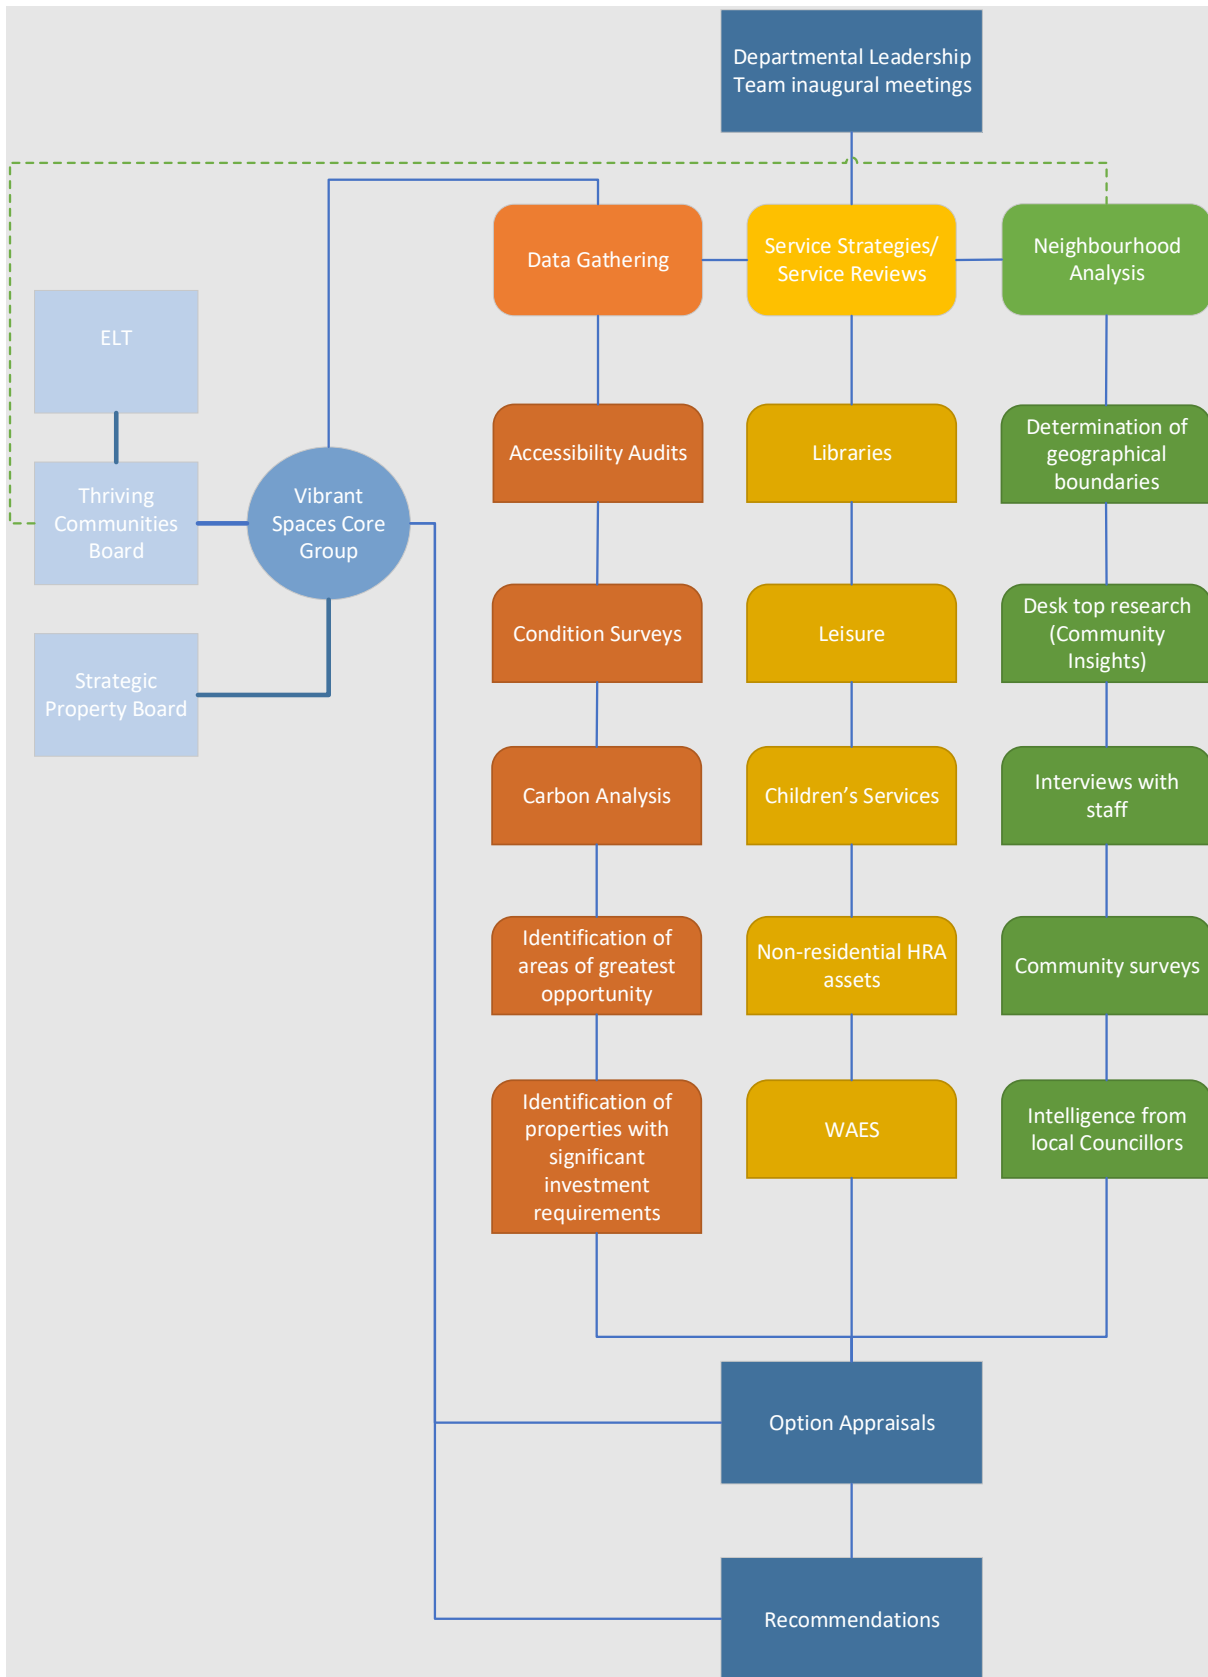 Departmental Leadership
Team inaugural meetings
Data Gathering
Service Strategies/
Service Reviews
Neighbourhood
Analysis
ELT
Thriving
Communities
Board
Vibrant
Spaces Core
Group
Strategic
Property Board
Accessibility Audits
Libraries
Determination of
geographical
boundaries
Condition Surveys
Leisure
Desk top research
(Community
Insights)
Carbon Analysis
Children’s Services
Interviews with
staff
Identification of
areas of greatest
opportunity
Non-residential HRA
assets
Community surveys
Identification of
properties with
significant
investment
requirements
WAES
Intelligence from
local Councillors
Option Appraisals
Recommendations